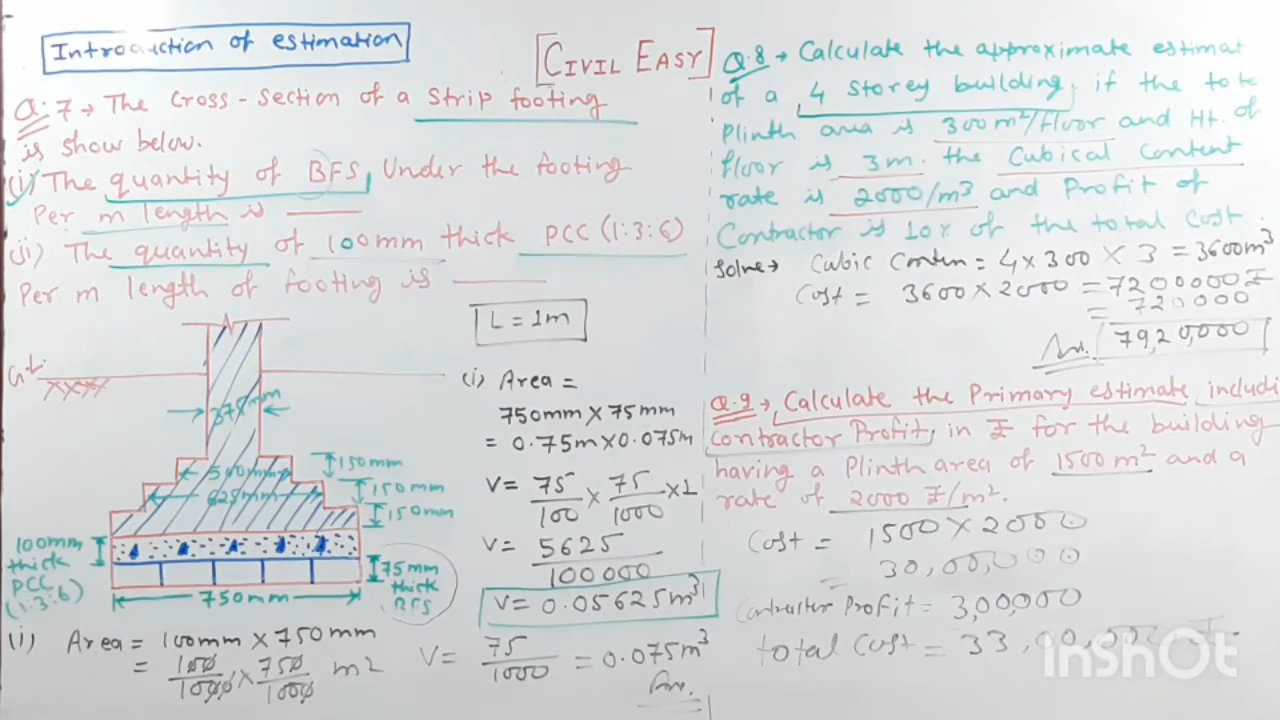 Introduction of estimation
[CIVIL EASY]
Q.7→ The cross-section of a strip footing
is show below.
(i) The quantity of BFS, Under the footing
Per m length is ____
(ii) The quantity of 100mm thick PCC (1:3:6)
Per m length of footing is ____
L = 1m
G.L.
375mm
500mm
625mm
150mm
150mm
150mm
100mm
thick
PCC
(1:3:6)
75mm
thick
BFS
750mm
(i) Area =
750mm × 75mm
= 0.75m × 0.075m
V = 75/100 × 75/1000 × 1
V = 5625/100000
V = 0.05625m³
(ii) Area = 100mm × 750mm
= 100/1000 × 750/1000 m2
V = 75/1000 = 0.075m³
Ans.
Q.8→ Calculate the approximate estimat
of a 4 storey building, if the tote
Plinth area is 300m²/floor and Ht. of
floor is 3m. the Cubical Content
rate is 2000/m³ and Profit of
Contractor is 10% of the total Cost
Solve→ Cubic Conten = 4 × 300 × 3 = 3600m³
Cost = 3600 × 2000 = 7200000 ₹
= 720000
Ans. 79,20,000
Q.9→ Calculate the Primary estimate, includi
Contractor Profit, in ₹ for the building
having a Plinth area of 1500 m² and a
rate of 2000 ₹/m².
Cost = 1500 × 2000
= 30,00,000
Contractor Profit = 3,00,000
total Cost = 33,00,000 ₹
InShOt